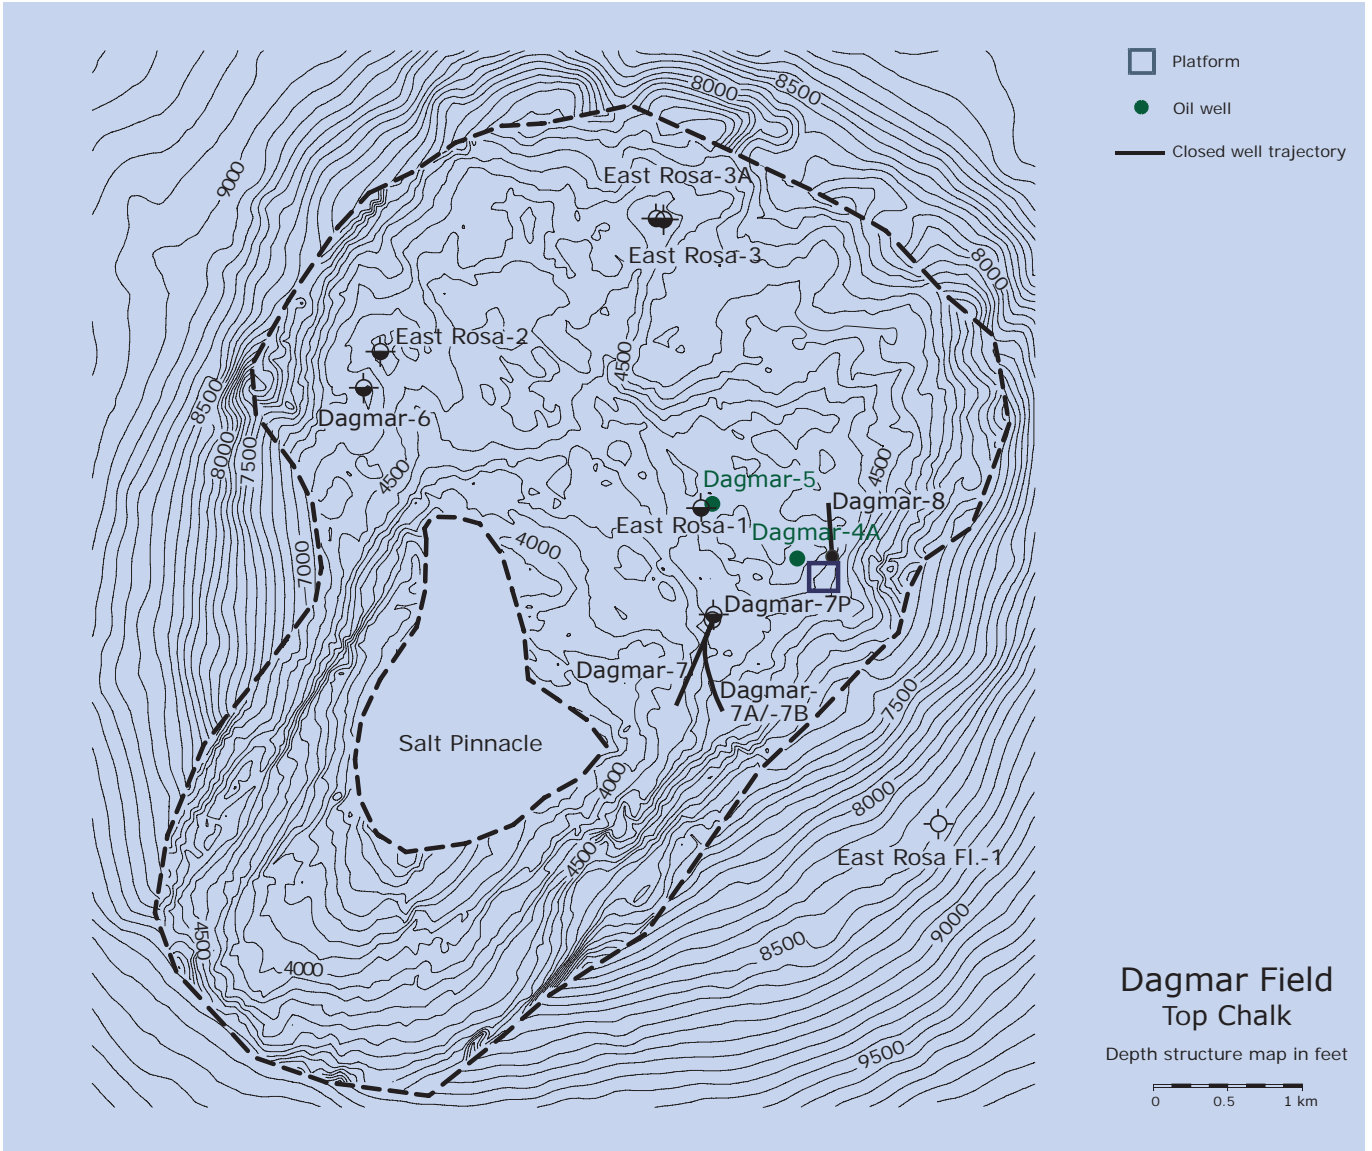 8000
8500
Platform
Oil well
Closed well trajectory
9000
East Rosa-3A
East Rosa-3
8000
East Rosa-2
4500
8500
Dagmar-6
8000
7500
4500
4500
Dagmar-5
Dagmar-8
East Rosa-1
Dagmar-4A
4000
7000
Dagmar-7P
Dagmar-7
Dagmar-
7A/-7B
7500
Salt Pinnacle
4000
8000
4500
East Rosa Fl.-1
4500
9000
8500
4000
Dagmar Field
Top Chalk
Depth structure map in feet
9500
0 0.5 1 km